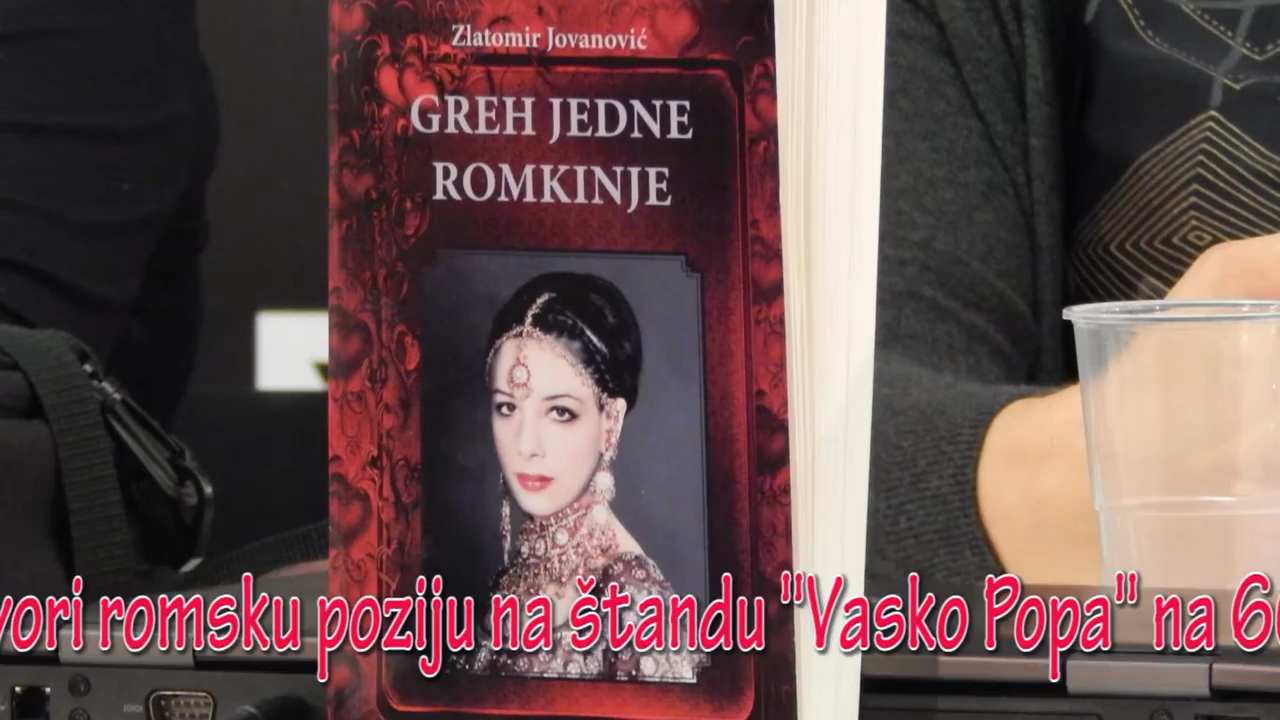 Zlatomir Jovanović
GREH JEDNE
ROMKINJE
vori romsku poziju na štandu "Vasko Popa" na 6